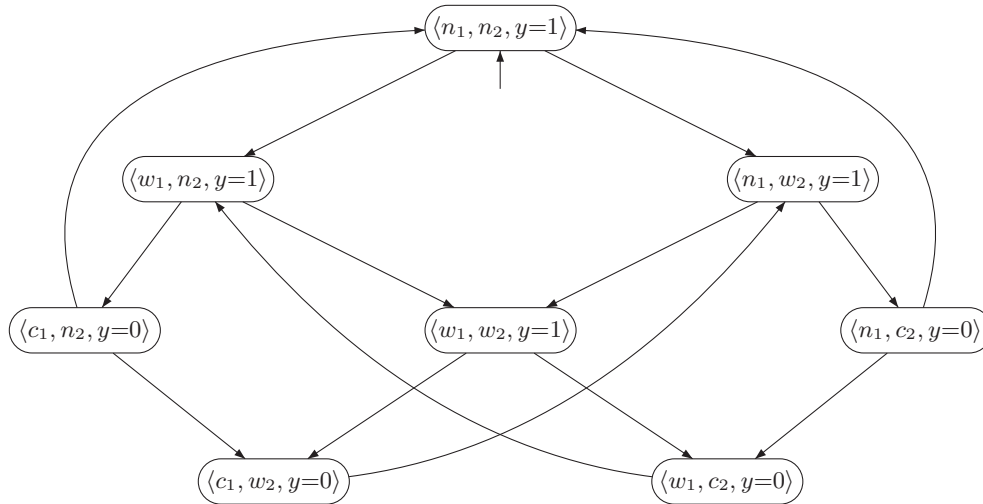 ⟨n₁, n₂, y=1⟩
⟨w₁, n₂, y=1⟩
⟨n₁, w₂, y=1⟩
⟨c₁, n₂, y=0⟩
⟨w₁, w₂, y=1⟩
⟨n₁, c₂, y=0⟩
⟨c₁, w₂, y=0⟩
⟨w₁, c₂, y=0⟩